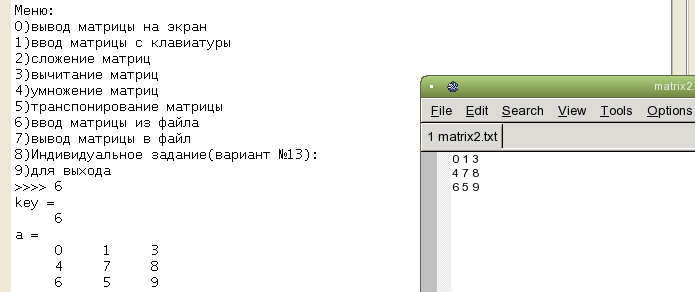 Меню:
0)вывод матрицы на экран
1)ввод матрицы с клавиатуры
2)сложение матриц
3)вычитание матриц
4)умножение матриц
5)транспонирование матрицы
6)ввод матрицы из файла
7)вывод матрицы в файл
8)Индивидуальное задание(вариант №13):
9)для выхода
>>>> 6
key =
6
a =
0 1 3
4 7 8
6 5 9
matrix2.
File Edit Search View Tools Options
1 matrix2.txt
0 1 3
4 7 8
6 5 9